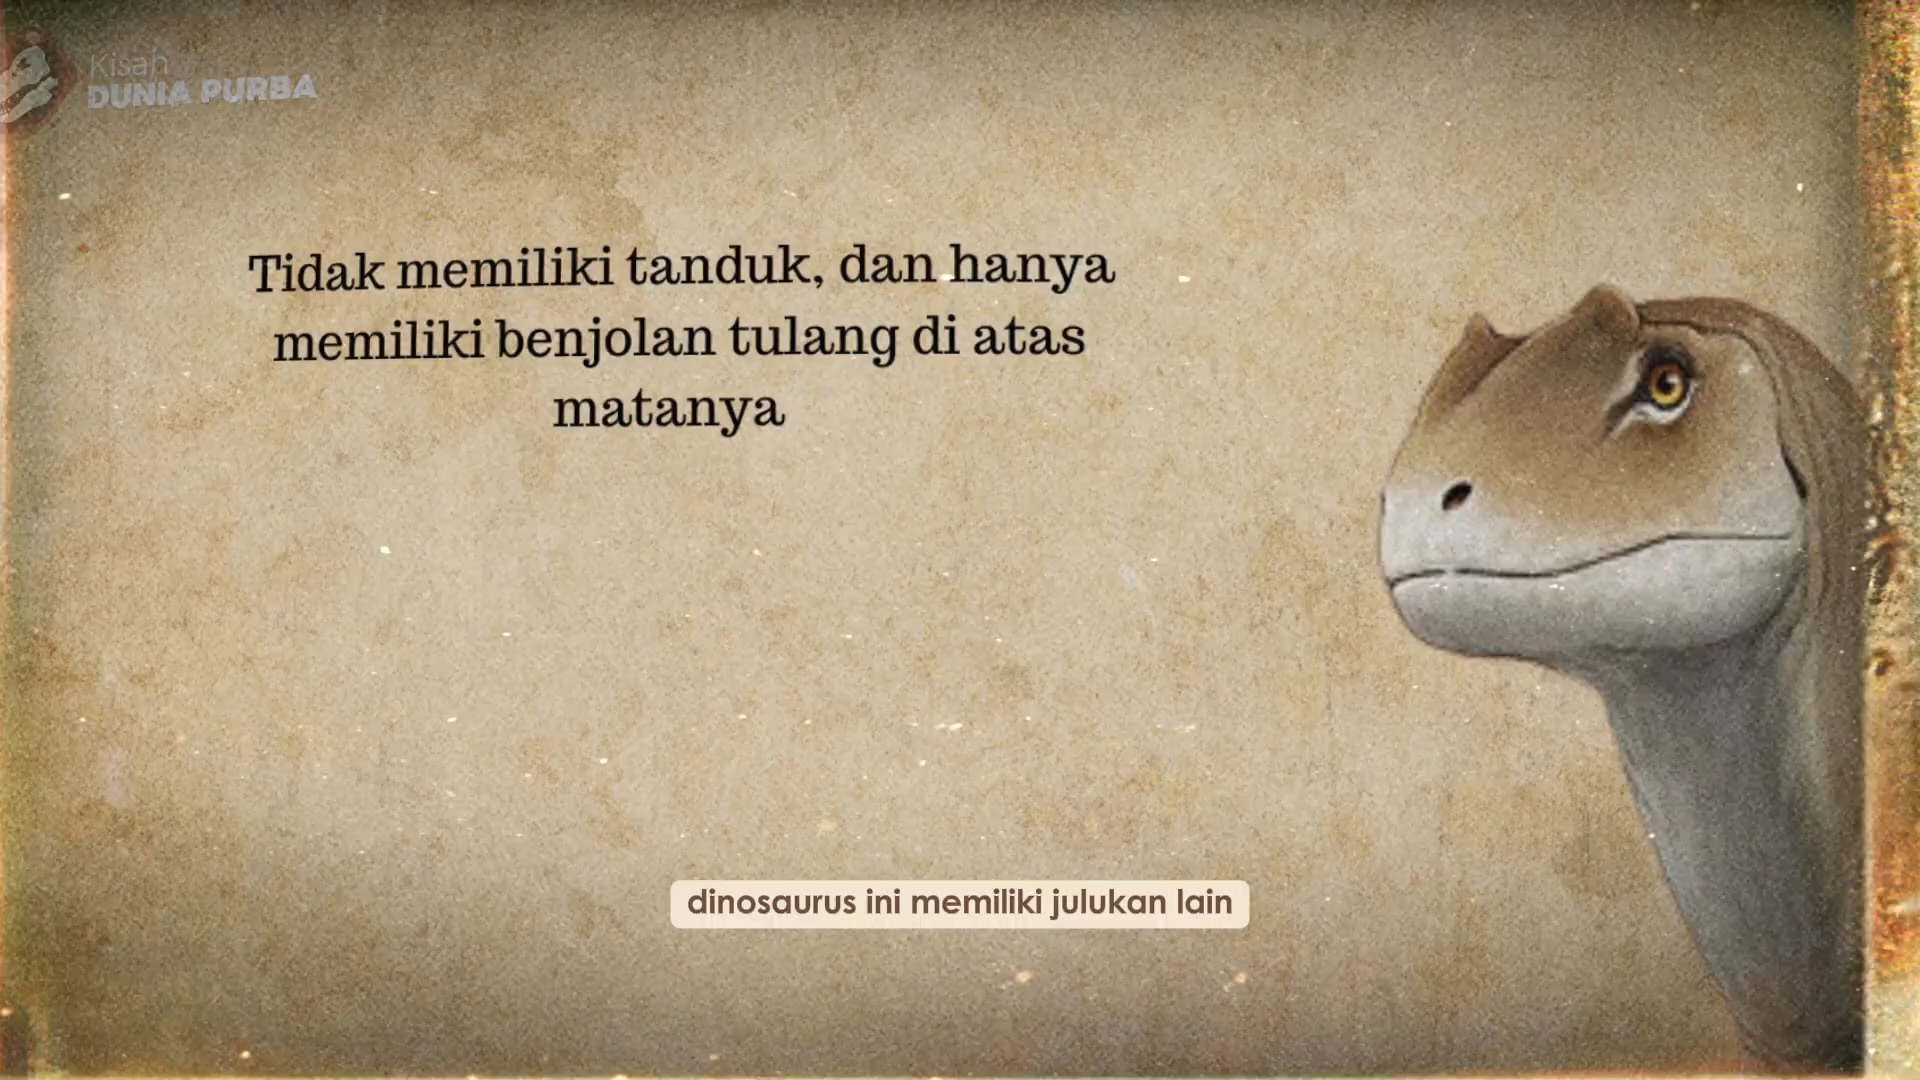 Kisah
DUNIA PURBA
Tidak memiliki tanduk, dan hanya
memiliki benjolan tulang di atas
matanya
dinosaurus ini memiliki julukan lain